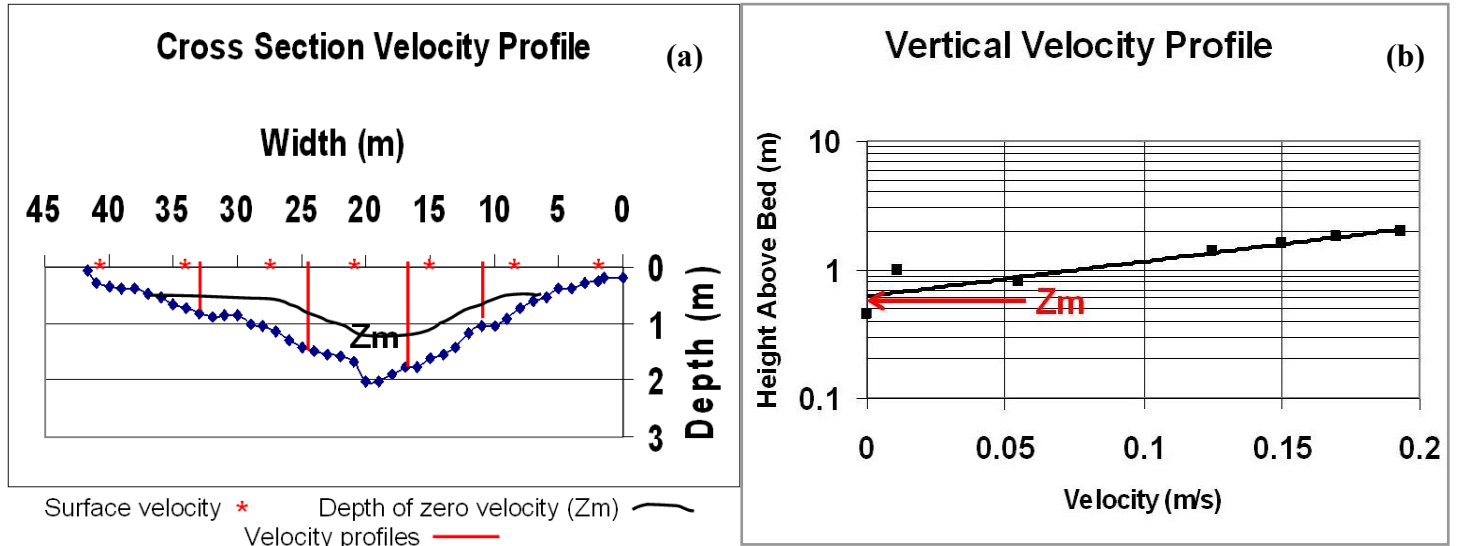 Cross Section Velocity Profile
(a)
Width (m)
45 40 35 30 25 20 15 10 5 0
0
1
2
3
Depth (m)
Zm
Surface velocity * Depth of zero velocity (Zm)
Velocity profiles
Vertical Velocity Profile
(b)
Height Above Bed (m)
10
1
0.1
Zm
0 0.05 0.1 0.15 0.2
Velocity (m/s)